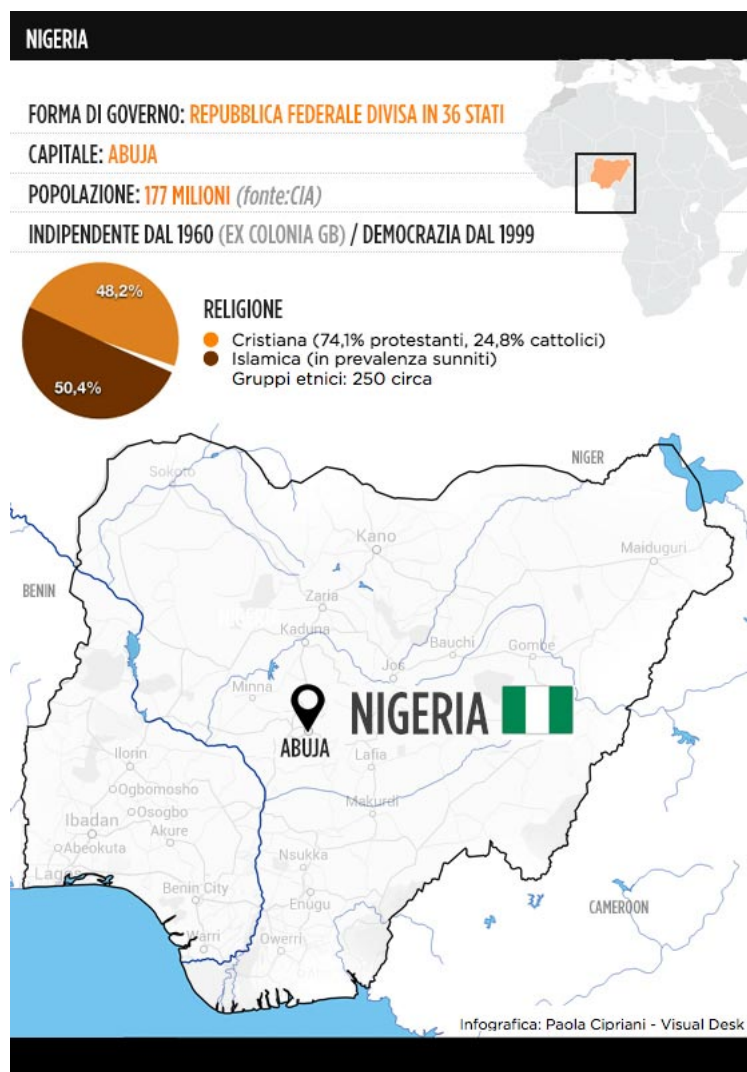 NIGERIA
FORMA DI GOVERNO: REPUBBLICA FEDERALE DIVISA IN 36 STATI
CAPITALE: ABUJA
POPOLAZIONE: 177 MILIONI (fonte:CIA)
INDIPENDENTE DAL 1960 (EX COLONIA GB) / DEMOCRAZIA DAL 1999
48,2%
50,4%
RELIGIONE
Cristiana (74,1% protestanti, 24,8% cattolici)
Islamica (in prevalenza sunniti)
Gruppi etnici: 250 circa
NIGER
Sokoto
Kano
Maiduguri
BENIN
Zaria
Kaduna
Bauchi
Gombe
Jos
Minna
NIGERIA
ABUJA
Lafia
Ilorin
Ogbomosho
Makurdi
Osogbo
Ibadan
Akure
Abeokuta
Nsukka
Lagos
Benin City
Enugu
CAMEROON
Warri
Owerri
Infografica: Paola Cipriani - Visual Desk